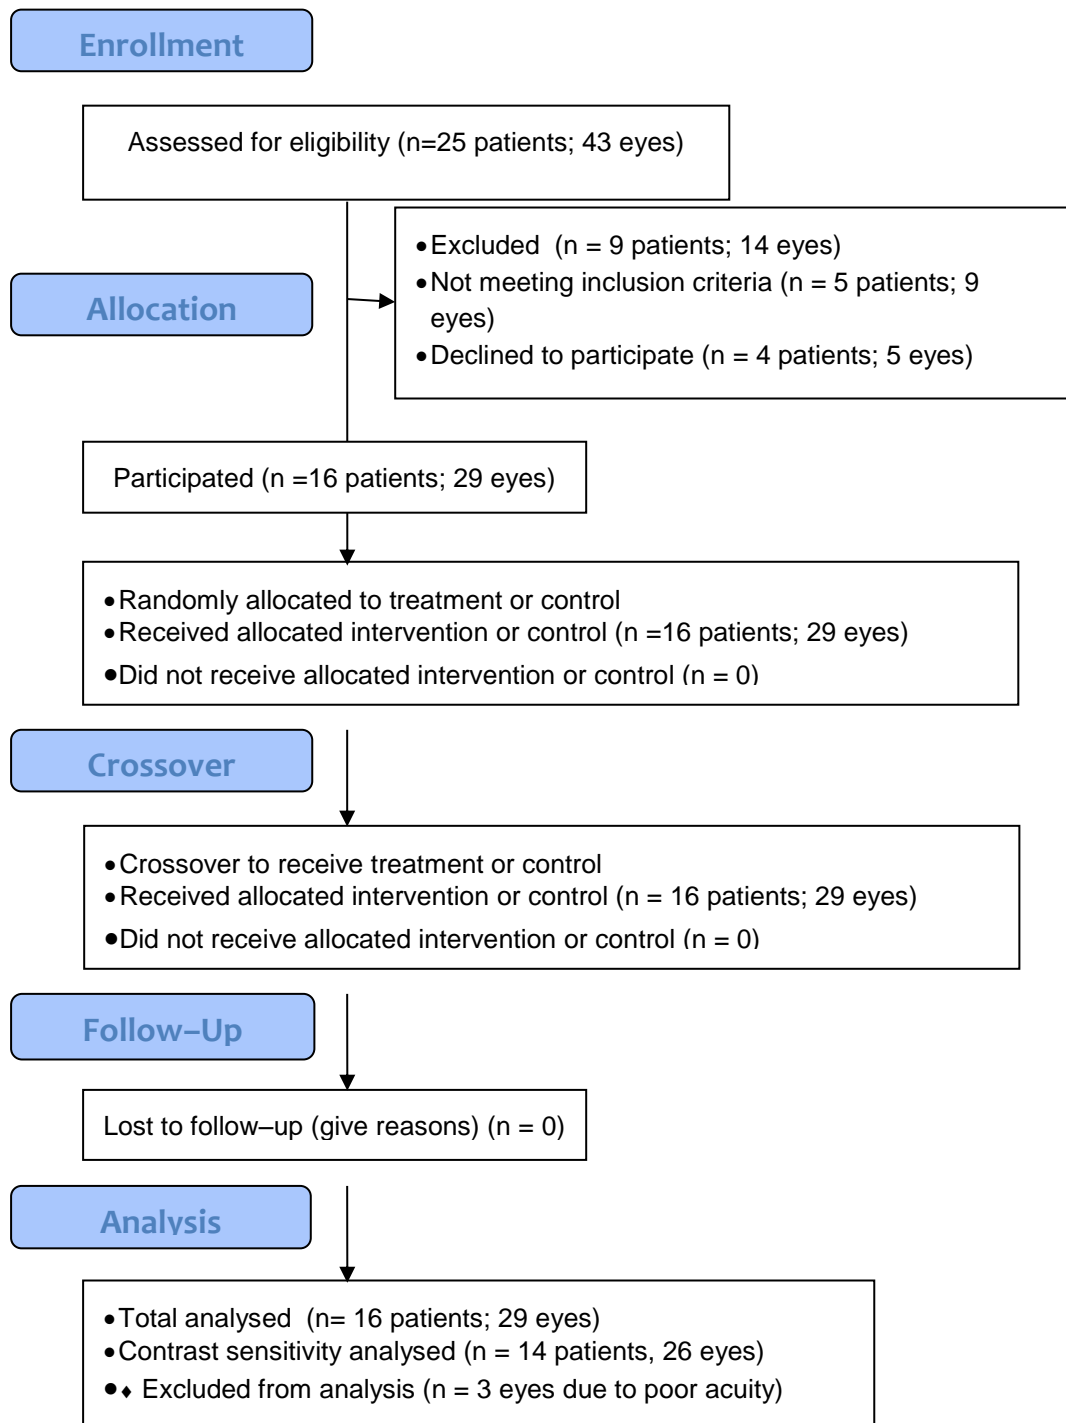 Enrollment
Assessed for eligibility (n=25 patients; 43 eyes)
•Excluded  (n = 9 patients; 14 eyes)
•Not meeting inclusion criteria (n = 5 patients; 9
eyes)
•Declined to participate (n = 4 patients; 5 eyes)
Allocation
Participated (n =16 patients; 29 eyes)
•Randomly allocated to treatment or control
•Received allocated intervention or control (n =16 patients; 29 eyes)
•Did not receive allocated intervention or control (n = 0)
Crossover
•Crossover to receive treatment or control
•Received allocated intervention or control (n = 16 patients; 29 eyes)
•Did not receive allocated intervention or control (n = 0)
Follow–Up
Lost to follow–up (give reasons) (n = 0)
Analysis
•Total analysed  (n= 16 patients; 29 eyes)
•Contrast sensitivity analysed (n = 14 patients, 26 eyes)
•♦ Excluded from analysis (n = 3 eyes due to poor acuity)